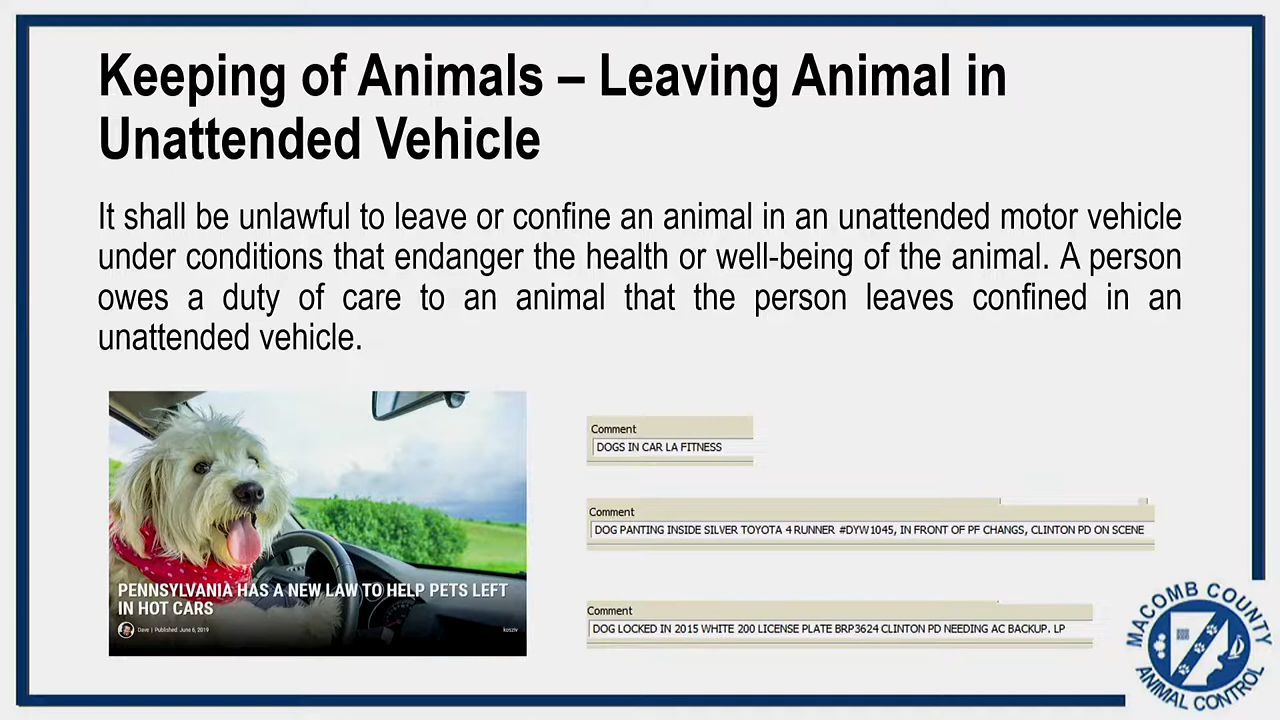 Keeping of Animals – Leaving Animal in
Unattended Vehicle
It shall be unlawful to leave or confine an animal in an unattended motor vehicle
under conditions that endanger the health or well-being of the animal. A person
owes a duty of care to an animal that the person leaves confined in an
unattended vehicle.
PENNSYLVANIA HAS A NEW LAW TO HELP PETS LEFT
IN HOT CARS
Dave | Published: June 6, 2019
Comment
DOGS IN CAR LA FITNESS
Comment
DOG PANTING INSIDE SILVER TOYOTA 4 RUNNER #DYW1045, IN FRONT OF PF CHANGS, CLINTON PD ON SCENE
Comment
DOG LOCKED IN 2015 WHITE 200 LICENSE PLATE BRP3624 CLINTON PD NEEDING AC BACKUP. LP
MACOMB COUNTY
ANIMAL CONTROL